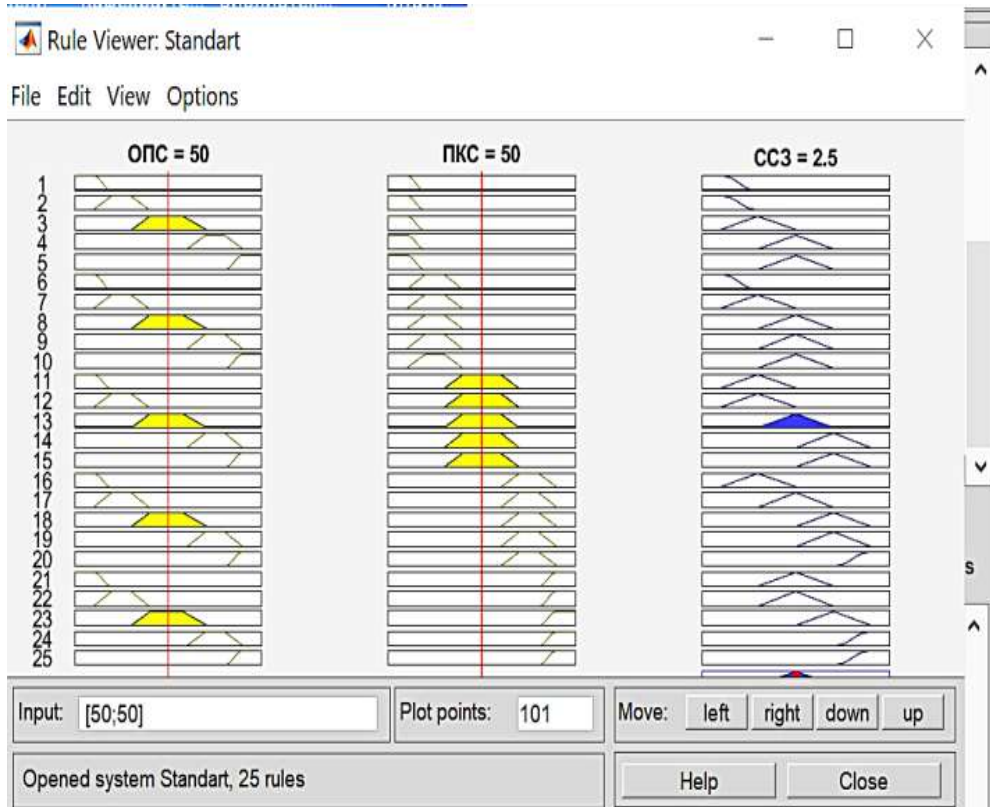 Rule Viewer: Standart
File Edit View Options
ОПС = 50
ПКС = 50
ССЗ = 2.5
1
2
3
4
5
6
7
8
9
10
11
12
13
14
15
16
17
18
19
20
21
22
23
24
25
Input: [50;50]
Plot points: 101
Move: left right down up
Opened system Standart, 25 rules
Help Close
s